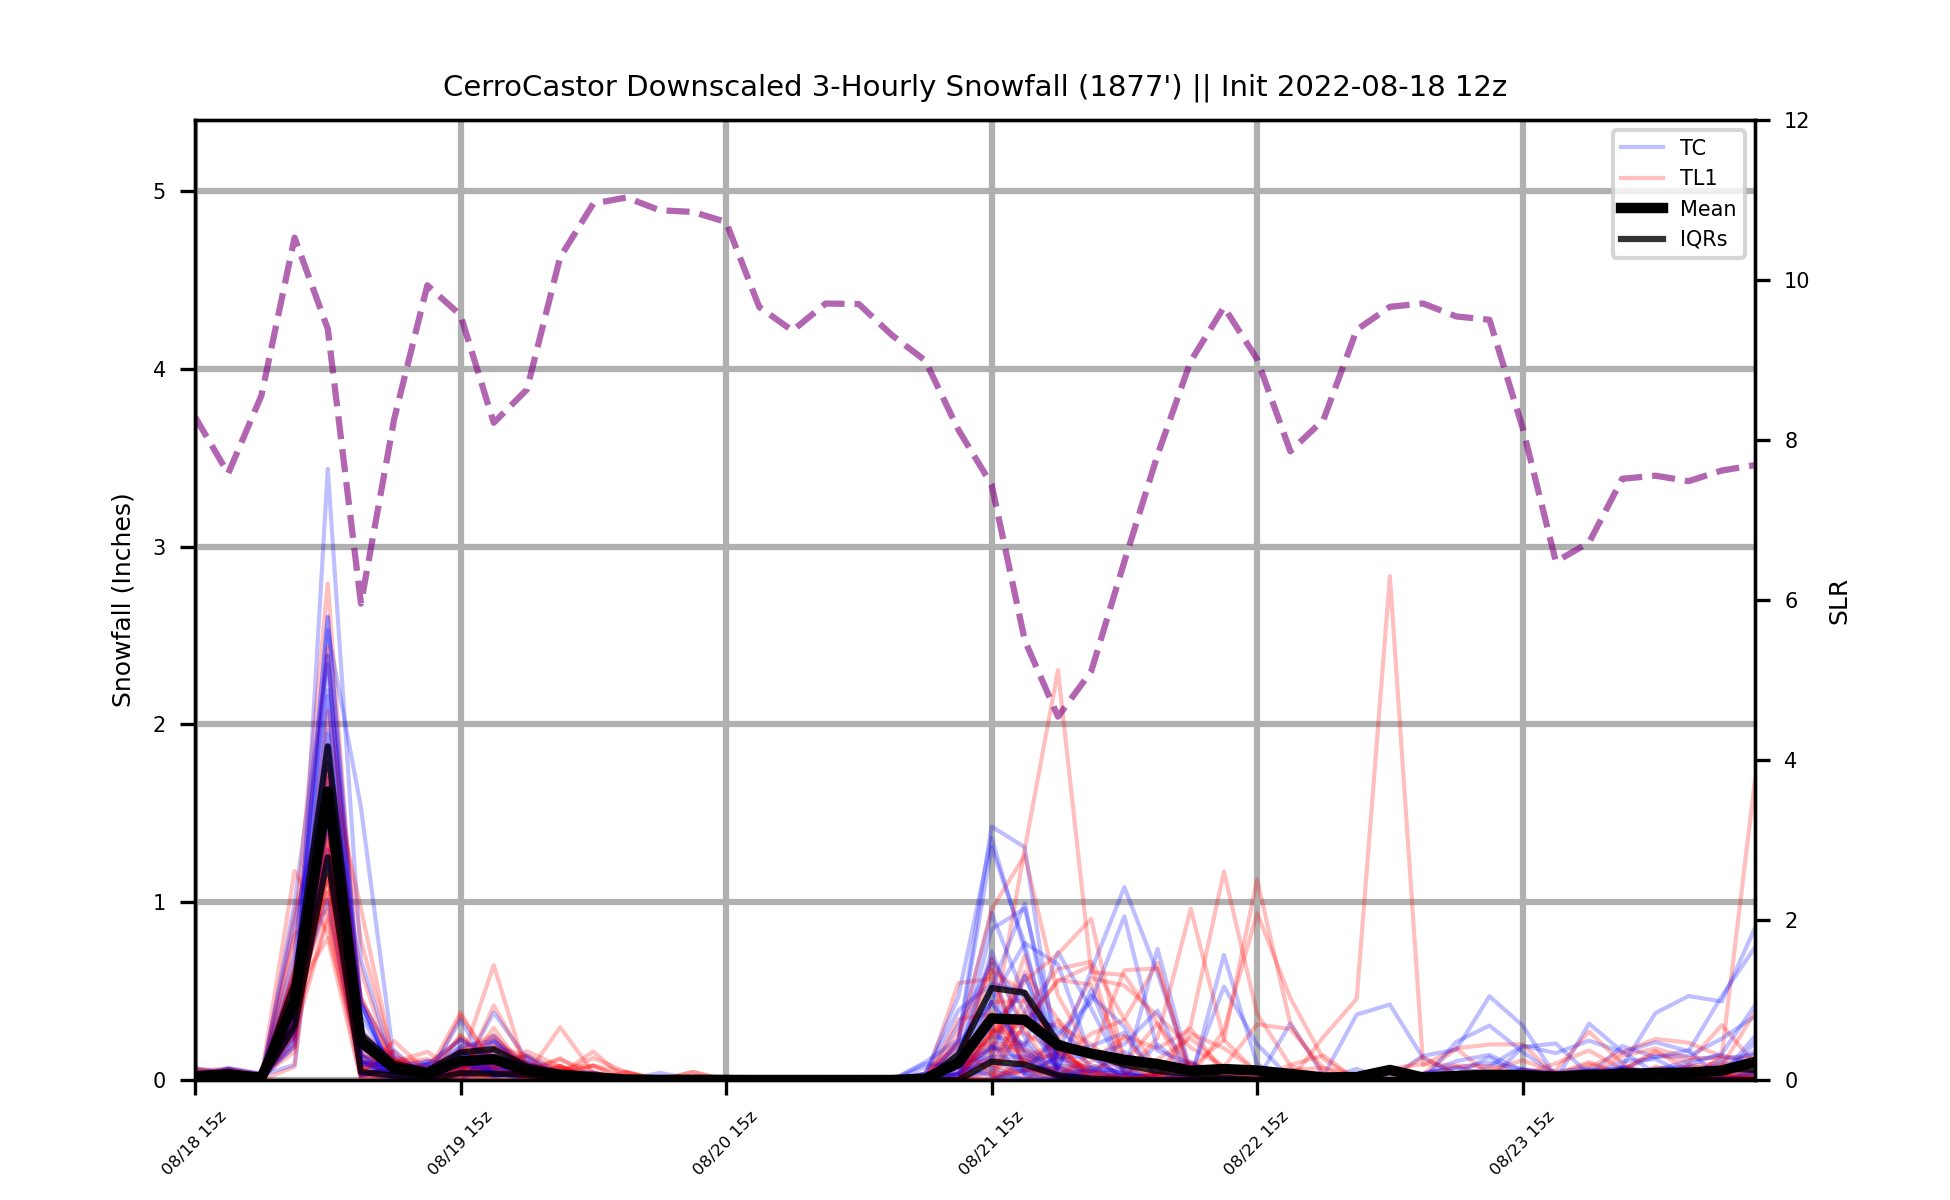 CerroCastor Downscaled 3-Hourly Snowfall (1877') || Init 2022-08-18 12z
TC
TL1
Mean
IQRs
Snowfall (Inches)
5
4
3
2
1
0
SLR
12
10
8
6
4
2
0
08/18 15z
08/19 15z
08/20 15z
08/21 15z
08/22 15z
08/23 15z